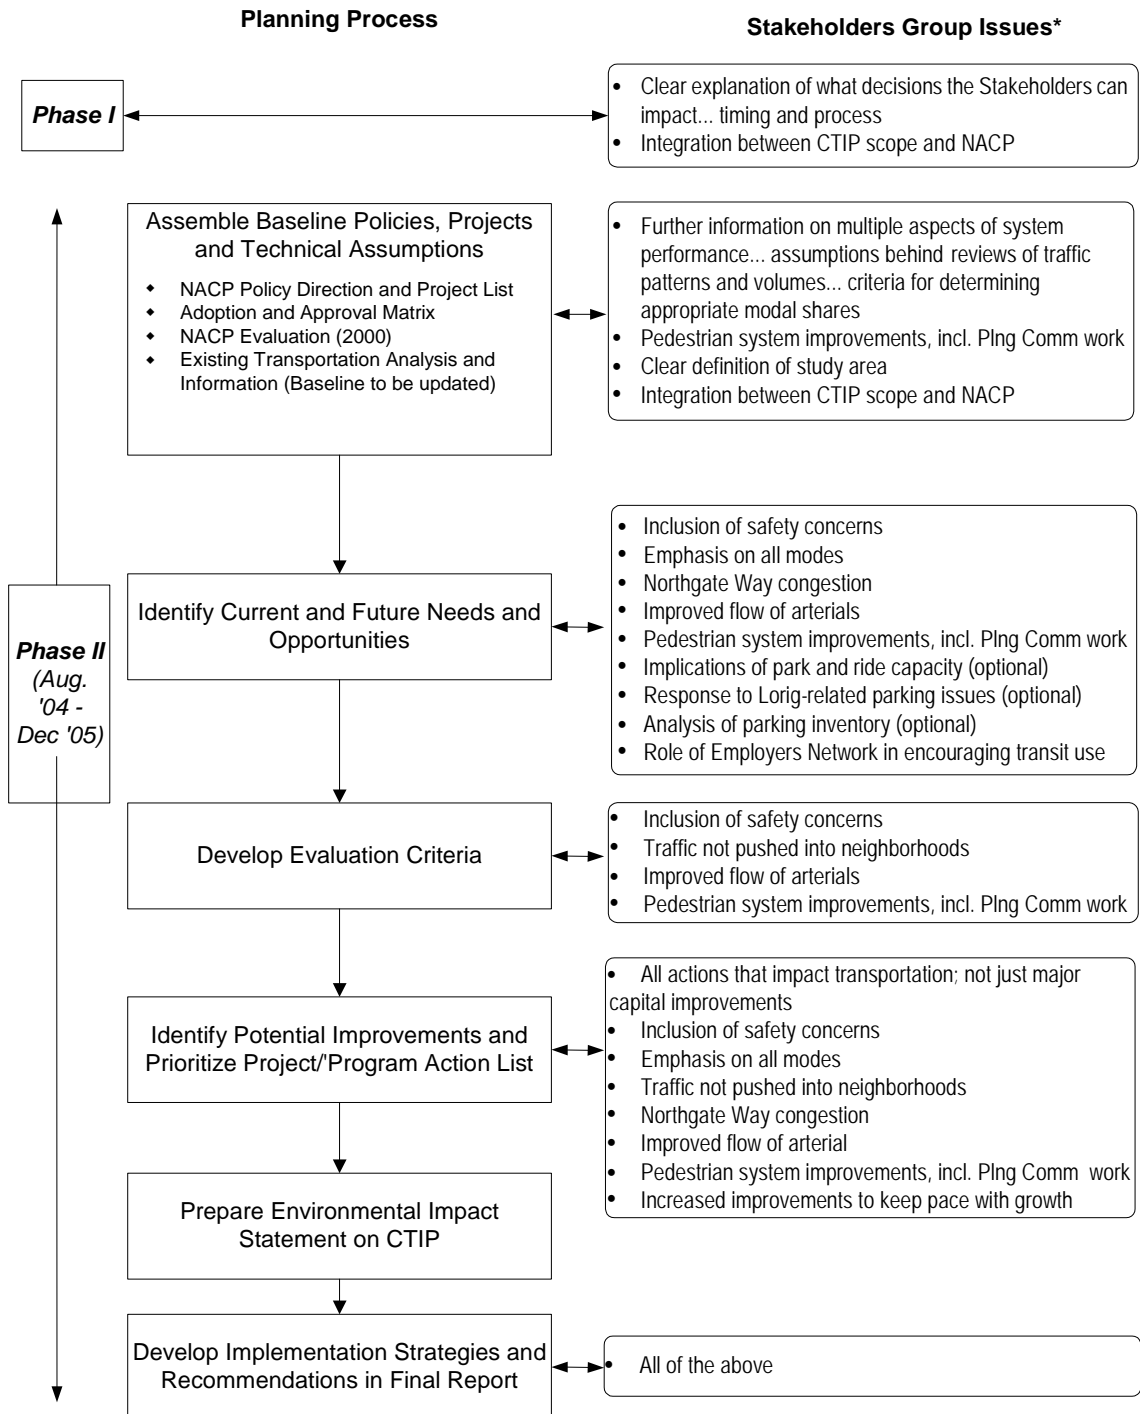 Planning Process
Stakeholders Group Issues*
Phase I
• Clear explanation of what decisions the Stakeholders can
impact... timing and process
• Integration between CTIP scope and NACP
Assemble Baseline Policies, Projects
and Technical Assumptions
◆ NACP Policy Direction and Project List
◆ Adoption and Approval Matrix
◆ NACP Evaluation (2000)
◆ Existing Transportation Analysis and
Information (Baseline to be updated)
• Further information on multiple aspects of system
performance... assumptions behind reviews of traffic
patterns and volumes... criteria for determining
appropriate modal shares
• Pedestrian system improvements, incl. Plng Comm work
• Clear definition of study area
• Integration between CTIP scope and NACP
Phase II
(Aug.
'04 -
Dec '05)
Identify Current and Future Needs and
Opportunities
• Inclusion of safety concerns
• Emphasis on all modes
• Northgate Way congestion
• Improved flow of arterials
• Pedestrian system improvements, incl. Plng Comm work
• Implications of park and ride capacity (optional)
• Response to Lorig-related parking issues (optional)
• Analysis of parking inventory (optional)
• Role of Employers Network in encouraging transit use
Develop Evaluation Criteria
• Inclusion of safety concerns
• Traffic not pushed into neighborhoods
• Improved flow of arterials
• Pedestrian system improvements, incl. Plng Comm work
Identify Potential Improvements and
Prioritize Project/'Program Action List
• All actions that impact transportation; not just major
capital improvements
• Inclusion of safety concerns
• Emphasis on all modes
• Traffic not pushed into neighborhoods
• Northgate Way congestion
• Improved flow of arterial
• Pedestrian system improvements, incl. Plng Comm work
• Increased improvements to keep pace with growth
Prepare Environmental Impact
Statement on CTIP
Develop Implementation Strategies and
Recommendations in Final Report
• All of the above